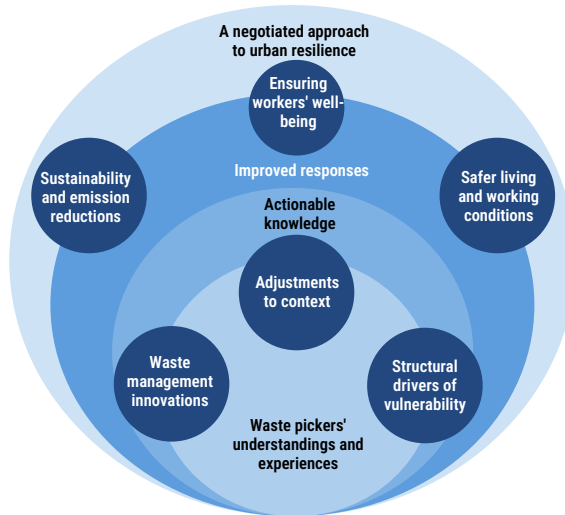 A negotiated approach
to urban resilience
Ensuring
workers' well-
being
Improved responses
Sustainability
and emission
reductions
Safer living
and working
conditions
Actionable
knowledge
Adjustments
to context
Waste
management
innovations
Structural
drivers of
vulnerability
Waste pickers'
understandings and
experiences